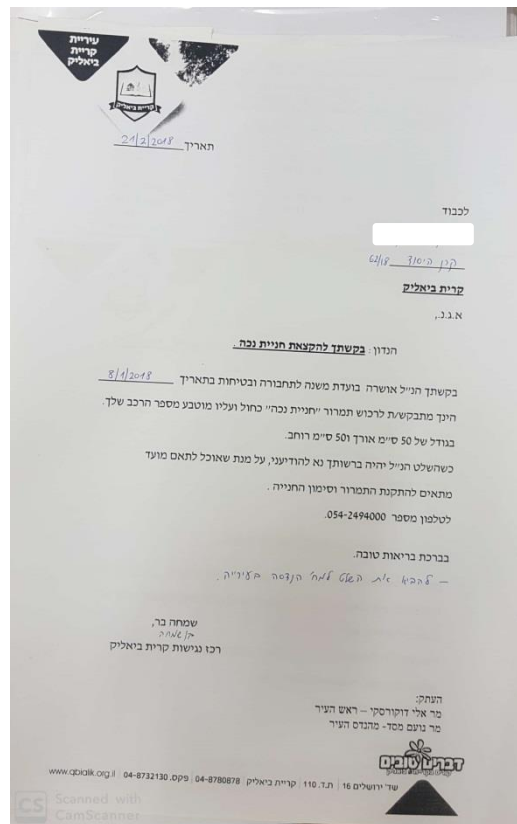 עיריית
קריית
ביאליק
קריית ביאליק
תאריך 21/2/2018
לכבוד
קרן היסוד 62/18
קרית ביאליק
א.ג.נ.,
הנדון : בקשתך להקצאת חניית נכה .
בקשתך הנ"ל אושרה בועדת משנה לתחבורה ובטיחות בתאריך 8/1/2018
הינך מתבקש/ת לרכוש תמרור "חניית נכה" כחול ועליו מוטבע מספר הרכב שלך.
בגודל של 50 ס"מ אורך ו50 ס"מ רוחב.
כשהשלט הנ"ל יהיה ברשותך נא להודיעני, על מנת שאוכל לתאם מועד
מתאים להתקנת התמרור וסימון החנייה .
לטלפון מספר 054-2494000.
בברכת בריאות טובה.
– להביא את השלט למח' הנדסה בעירייה.
שמחה בר,
רכז נגישות קרית ביאליק
העתק:
מר אלי דוקורסקי – ראש העיר
מר נועם מסד- מהנדס העיר
דברים טובים
שד' ירושלים 16 | ת.ד. 110 | קריית ביאליק | 04-8780878 | פקס. 04-8732130 www.qbialik.org.il
CS Scanned with
CamScanner